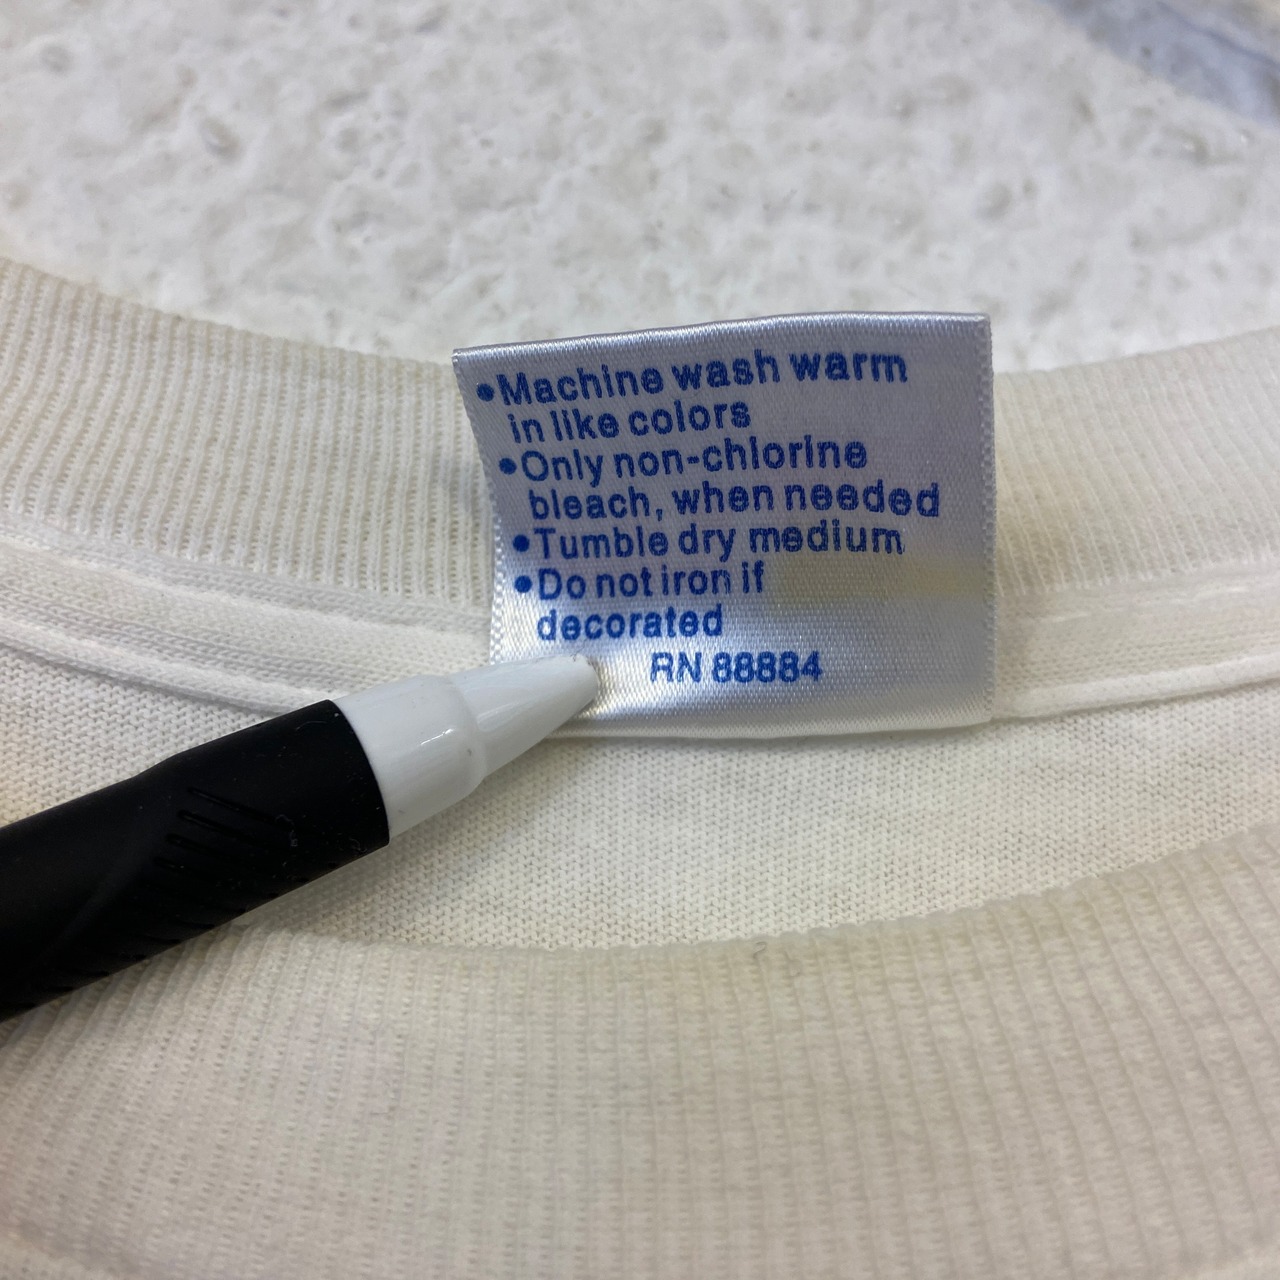 •Machine wash warm
in like colors
•Only non-chlorine
bleach, when needed
•Tumble dry medium
•Do not iron if
decorated
RN 88884